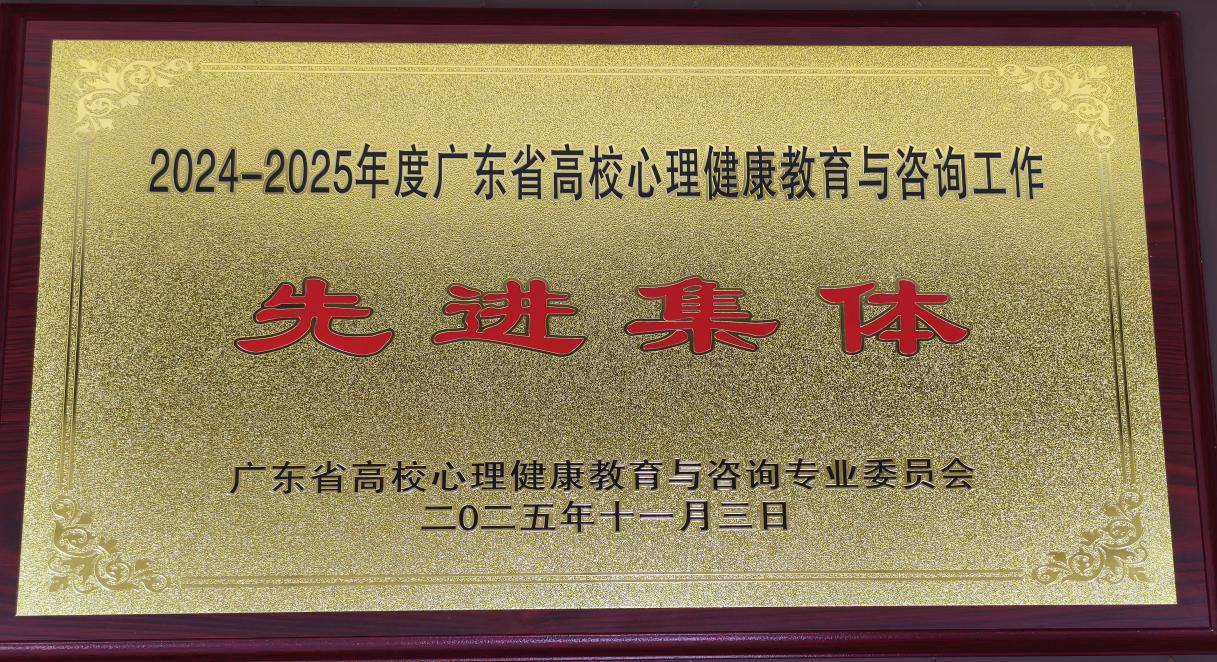 2024-2025年度广东省高校心理健康教育与咨询工作
先进集体
广东省高校心理健康教育与咨询专业委员会
二0二五年十一月三日